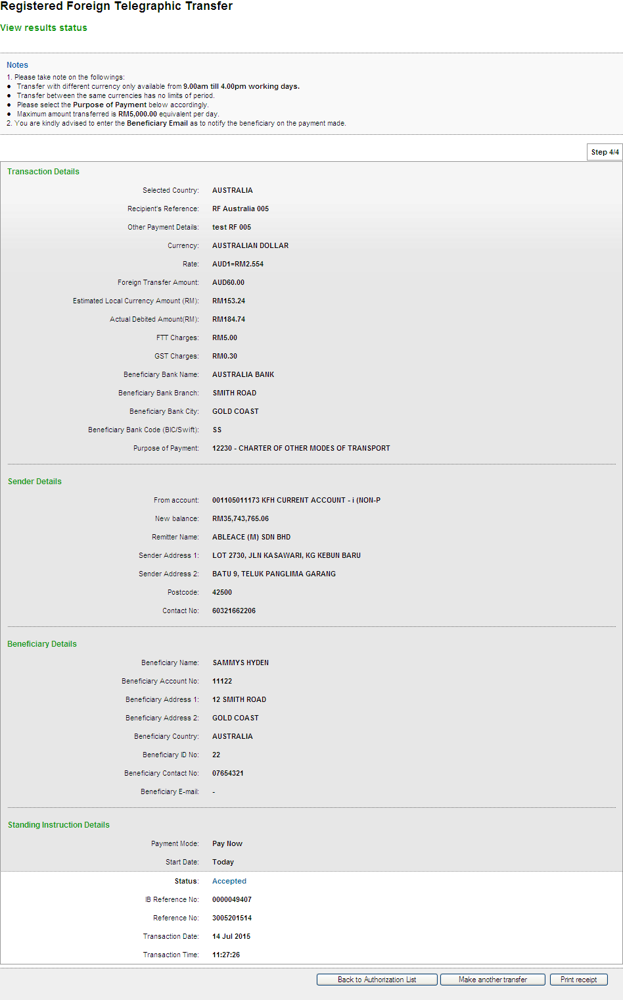 Registered Foreign Telegraphic Transfer
View results status
Notes
1. Please take note on the followings:
● Transfer with different currency only available from 9.00am till 4.00pm working days.
● Transfer between the same currencies has no limits of period.
● Please select the Purpose of Payment below accordingly.
● Maximum amount transferred is RM5,000.00 equivalent per day.
2. You are kindly advised to enter the Beneficiary Email as to notify the beneficiary on the payment made.
Step 4/4
Transaction Details
Selected Country: AUSTRALIA
Recipient's Reference: RF Australia 005
Other Payment Details: test RF 005
Currency: AUSTRALIAN DOLLAR
Rate: AUD1=RM2.554
Foreign Transfer Amount: AUD60.00
Estimated Local Currency Amount (RM): RM153.24
Actual Debited Amount(RM): RM184.74
FTT Charges: RM5.00
GST Charges: RM0.30
Beneficiary Bank Name: AUSTRALIA BANK
Beneficiary Bank Branch: SMITH ROAD
Beneficiary Bank City: GOLD COAST
Beneficiary Bank Code (BIC/Swift): SS
Purpose of Payment: 12230 - CHARTER OF OTHER MODES OF TRANSPORT
Sender Details
From account: 001105011173 KFH CURRENT ACCOUNT - i (NON-P
New balance: RM35,743,765.06
Remitter Name: ABLEACE (M) SDN BHD
Sender Address 1: LOT 2730, JLN KASAWARI, KG KEBUN BARU
Sender Address 2: BATU 9, TELUK PANGLIMA GARANG
Postcode: 42500
Contact No: 60321662206
Beneficiary Details
Beneficiary Name: SAMMYS HYDEN
Beneficiary Account No: 11122
Beneficiary Address 1: 12 SMITH ROAD
Beneficiary Address 2: GOLD COAST
Beneficiary Country: AUSTRALIA
Beneficiary ID No: 22
Beneficiary Contact No: 07654321
Beneficiary E-mail: -
Standing Instruction Details
Payment Mode: Pay Now
Start Date: Today
Status: Accepted
IB Reference No: 0000049407
Reference No: 3005201514
Transaction Date: 14 Jul 2015
Transaction Time: 11:27:26
Back to Authorization List Make another transfer Print receipt